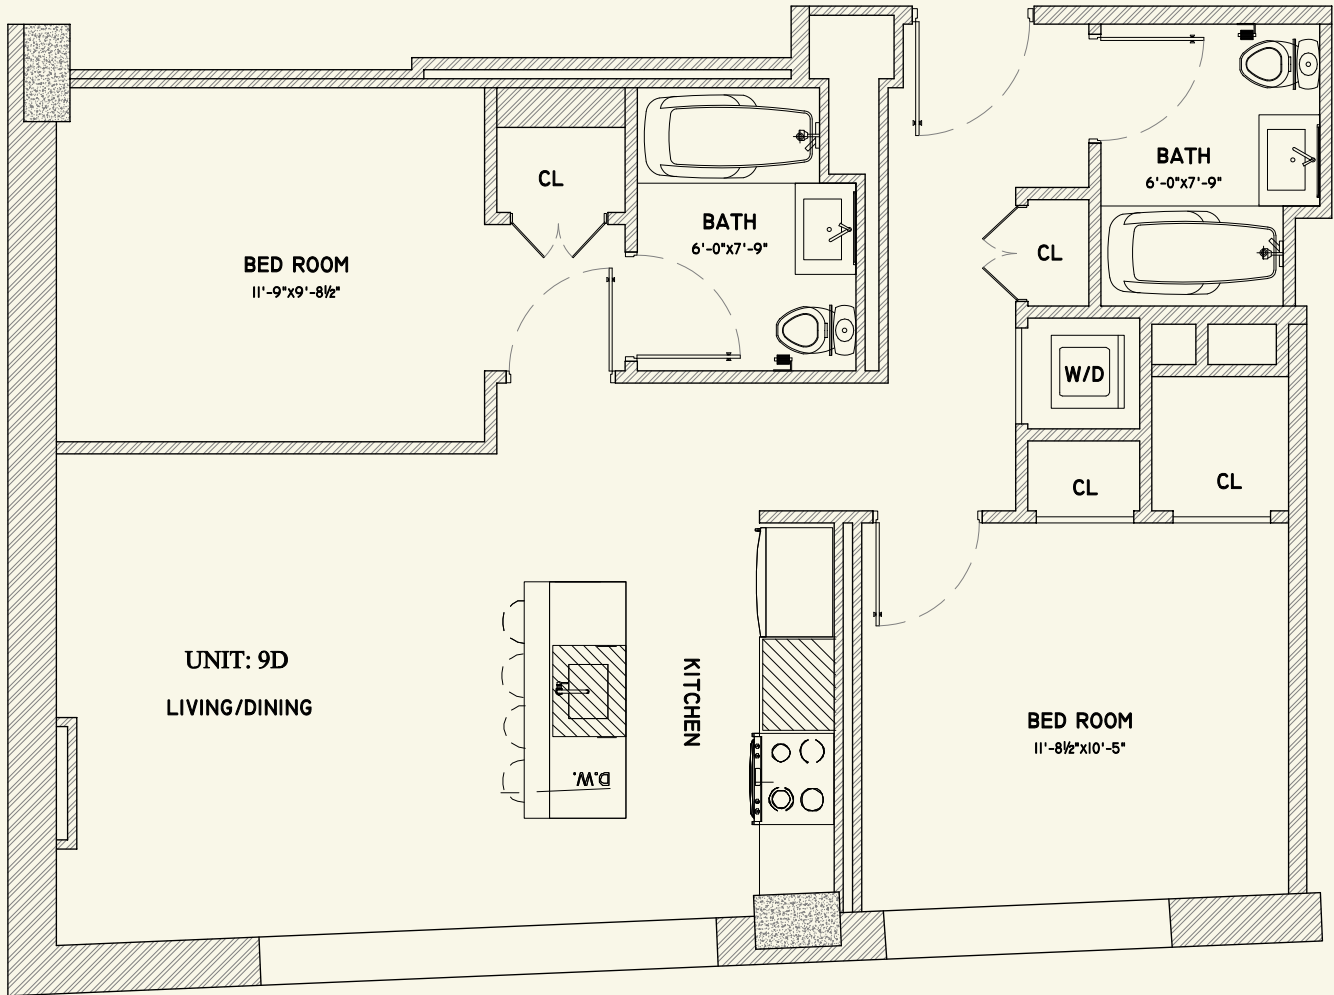 BATH
6'-0"x7'-9"
CL
BATH
6'-0"x7'-9"
BED ROOM
11'-9"x9'-8½"
CL
W/D
CL
CL
UNIT: 9D
LIVING/DINING
KITCHEN
D.W.
BED ROOM
11'-8½"x10'-5"